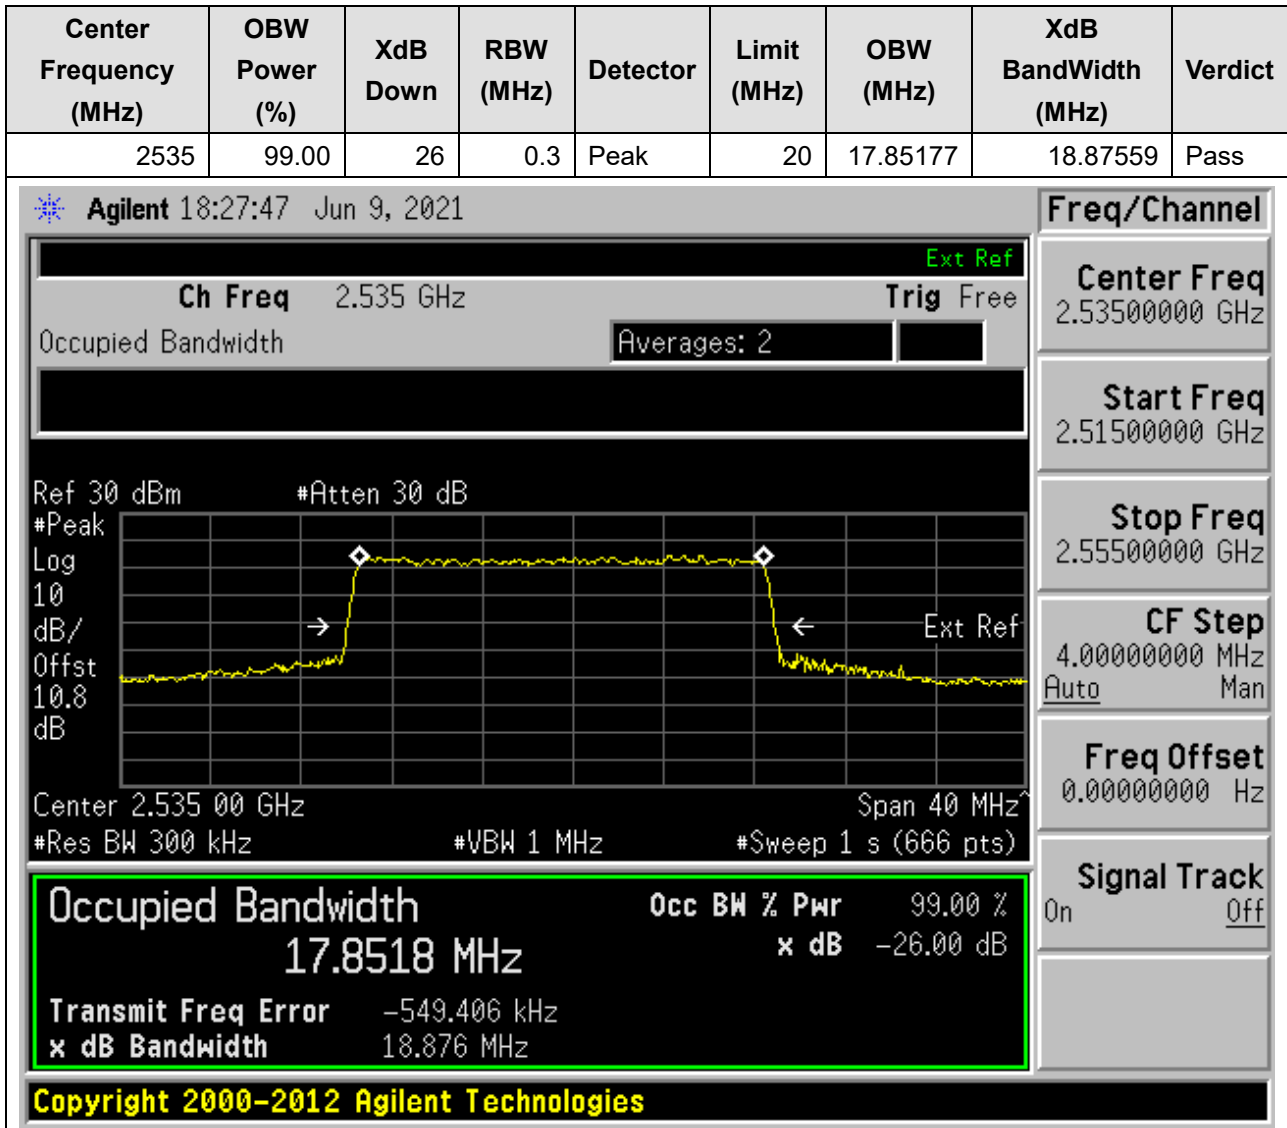 Center Frequency (MHz) OBW Power (%) XdB Down RBW (MHz) Detector Limit (MHz) OBW (MHz) XdB BandWidth (MHz) Verdict
2535 99.00 26 0.3 Peak 20 17.85177 18.87559 Pass
Agilent 18:27:47 Jun 9, 2021
Freq/Channel
Ext Ref
Ch Freq 2.535 GHz Trig Free
Occupied Bandwidth Averages: 2
Ref 30 dBm #Atten 30 dB
#Peak
Log
10
dB/
Offst
10.8
dB
Ext Ref
Center 2.535 00 GHz Span 40 MHz^
#Res BW 300 kHz #VBW 1 MHz #Sweep 1 s (666 pts)
Occupied Bandwidth Occ BW % Pwr 99.00 %
17.8518 MHz x dB -26.00 dB
Transmit Freq Error -549.406 kHz
x dB Bandwidth 18.876 MHz
Copyright 2000-2012 Agilent Technologies
Center Freq
2.53500000 GHz
Start Freq
2.51500000 GHz
Stop Freq
2.55500000 GHz
CF Step
4.00000000 MHz
Auto Man
Freq Offset
0.00000000 Hz
Signal Track
On Off